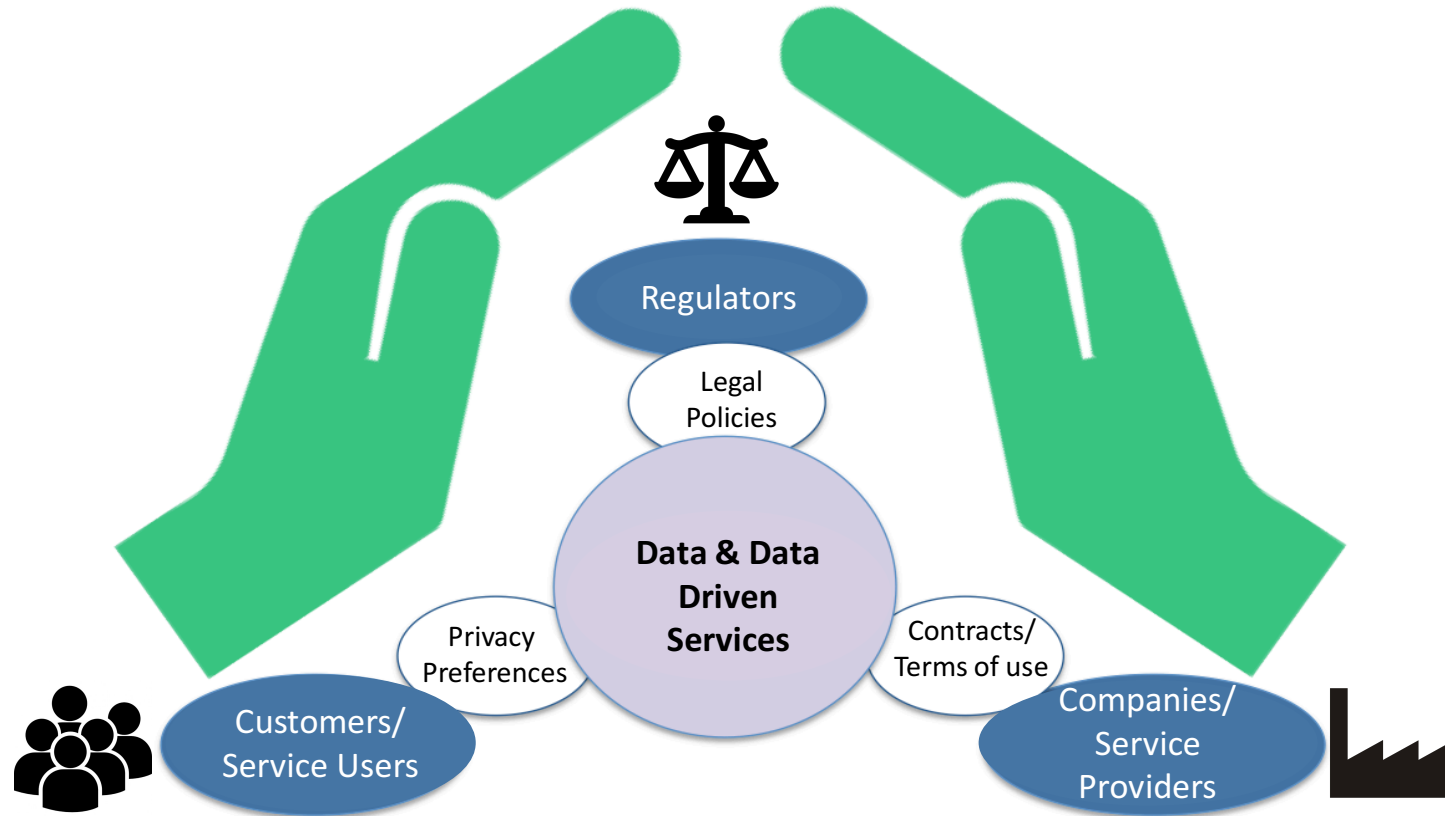 Regulators
Legal
Policies
Data & Data
Driven
Services
Privacy
Preferences
Contracts/
Terms of use
Customers/
Service Users
Companies/
Service
Providers